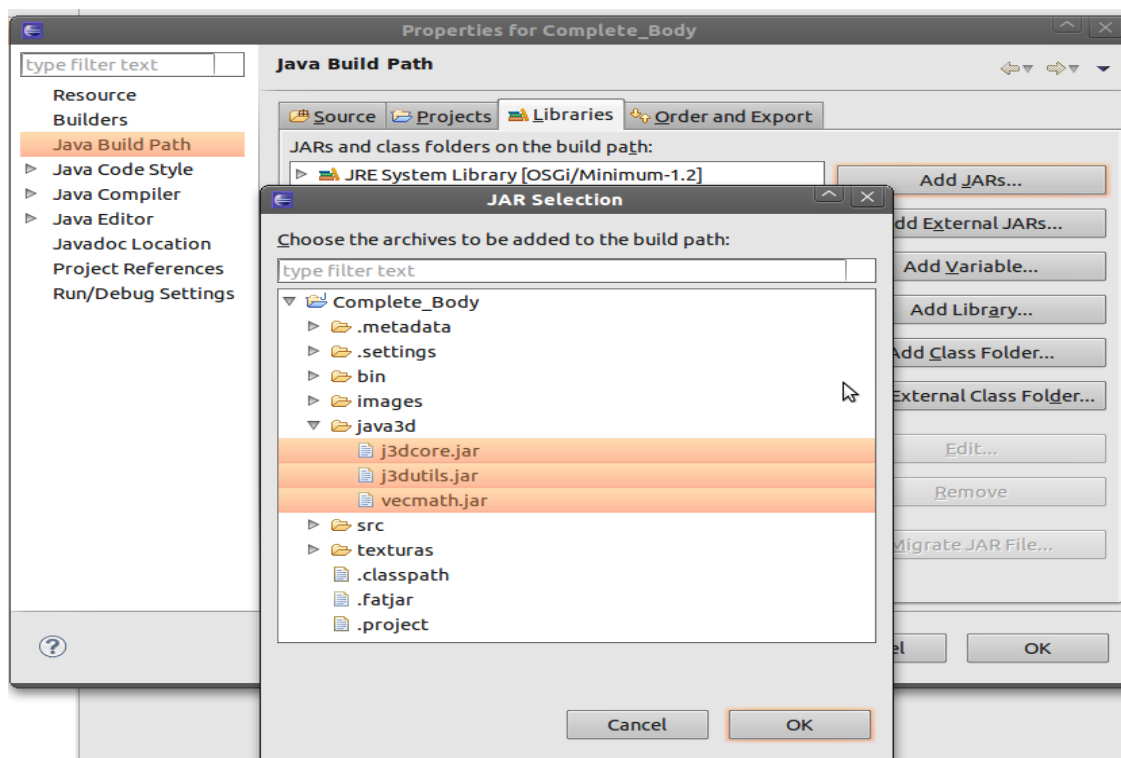 Properties for Complete_Body
type filter text
Java Build Path
Resource
Builders
Java Build Path
Java Code Style
Java Compiler
Java Editor
Javadoc Location
Project References
Run/Debug Settings
Source Projects Libraries Order and Export
JARs and class folders on the build path:
JRE System Library [OSGi/Minimum-1.2]
Add JARs...
dd External JARs...
Add Variable...
Add Library...
Add Class Folder...
External Class Folder...
Edit...
Remove
Migrate JAR File...
JAR Selection
Choose the archives to be added to the build path:
type filter text
Complete_Body
.metadata
.settings
bin
images
java3d
j3dcore.jar
j3dutils.jar
vecmath.jar
src
texturas
.classpath
.fatjar
.project
Cancel OK
?
el OK